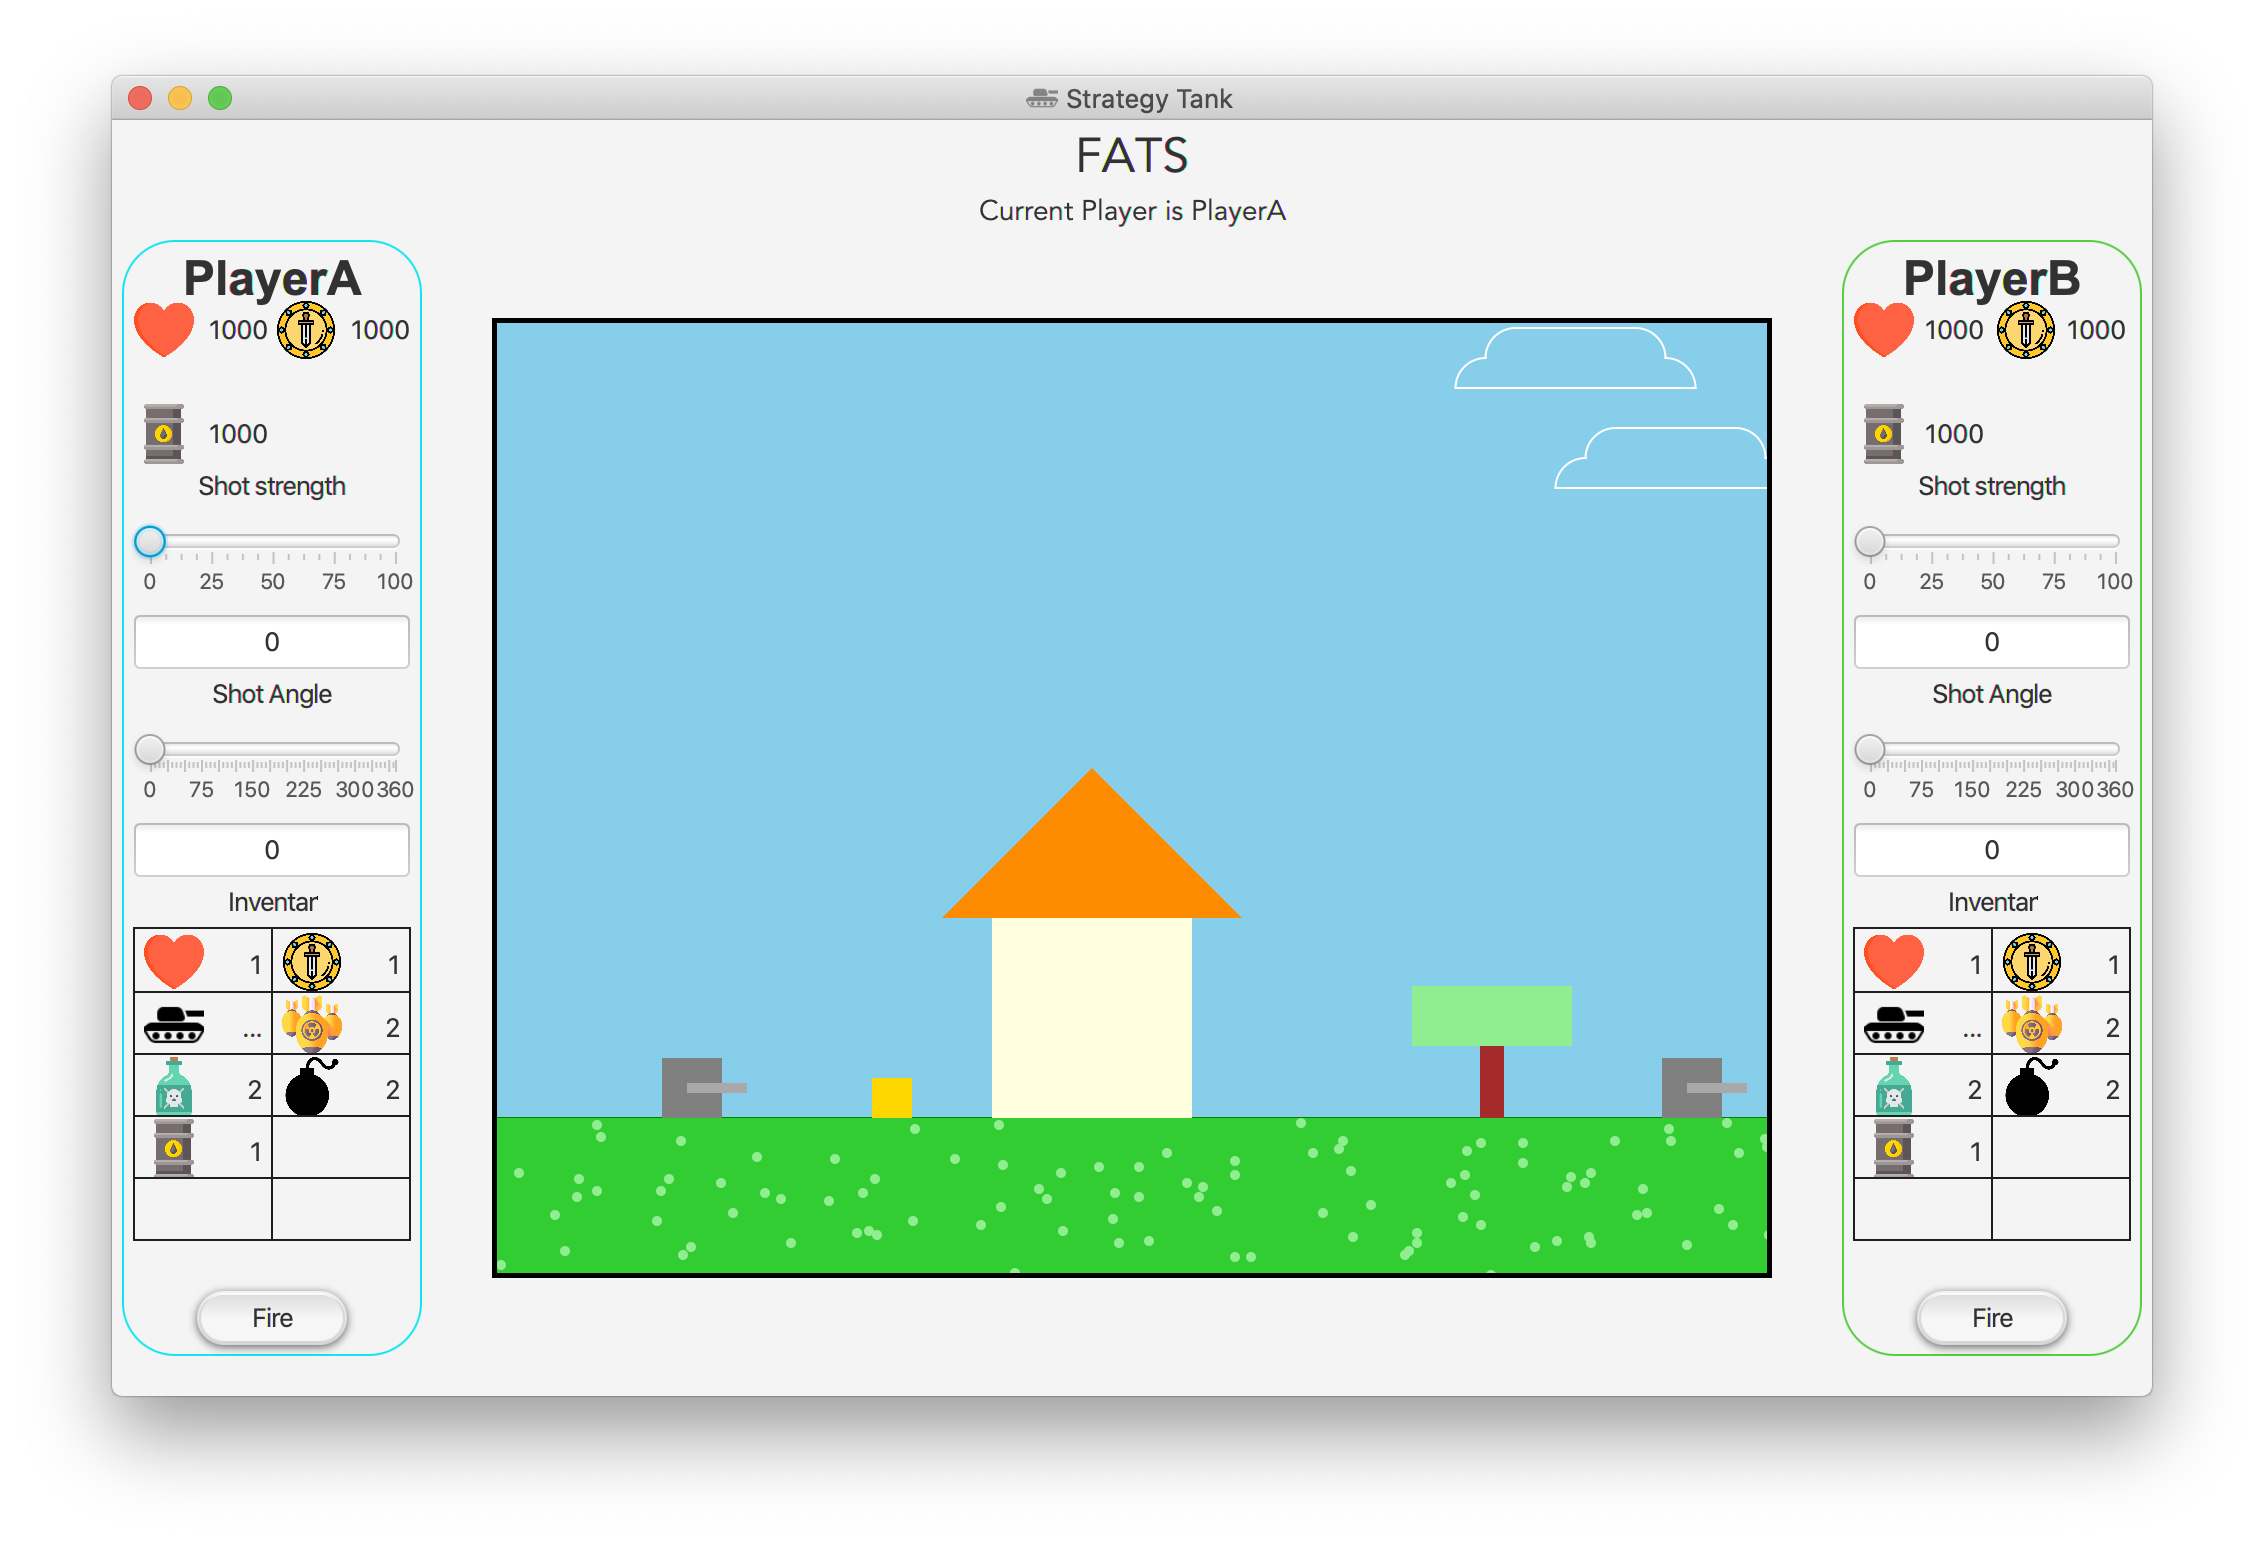 Strategy Tank
FATS
Current Player is PlayerA
PlayerA
1000 1000
1000
Shot strength
0 25 50 75 100
0
Shot Angle
0 75 150 225 300 360
0
Inventar
1 1
... 2
2 2
1
Fire
PlayerB
1000 1000
1000
Shot strength
0 25 50 75 100
0
Shot Angle
0 75 150 225 300 360
0
Inventar
1 1
... 2
2 2
1
Fire